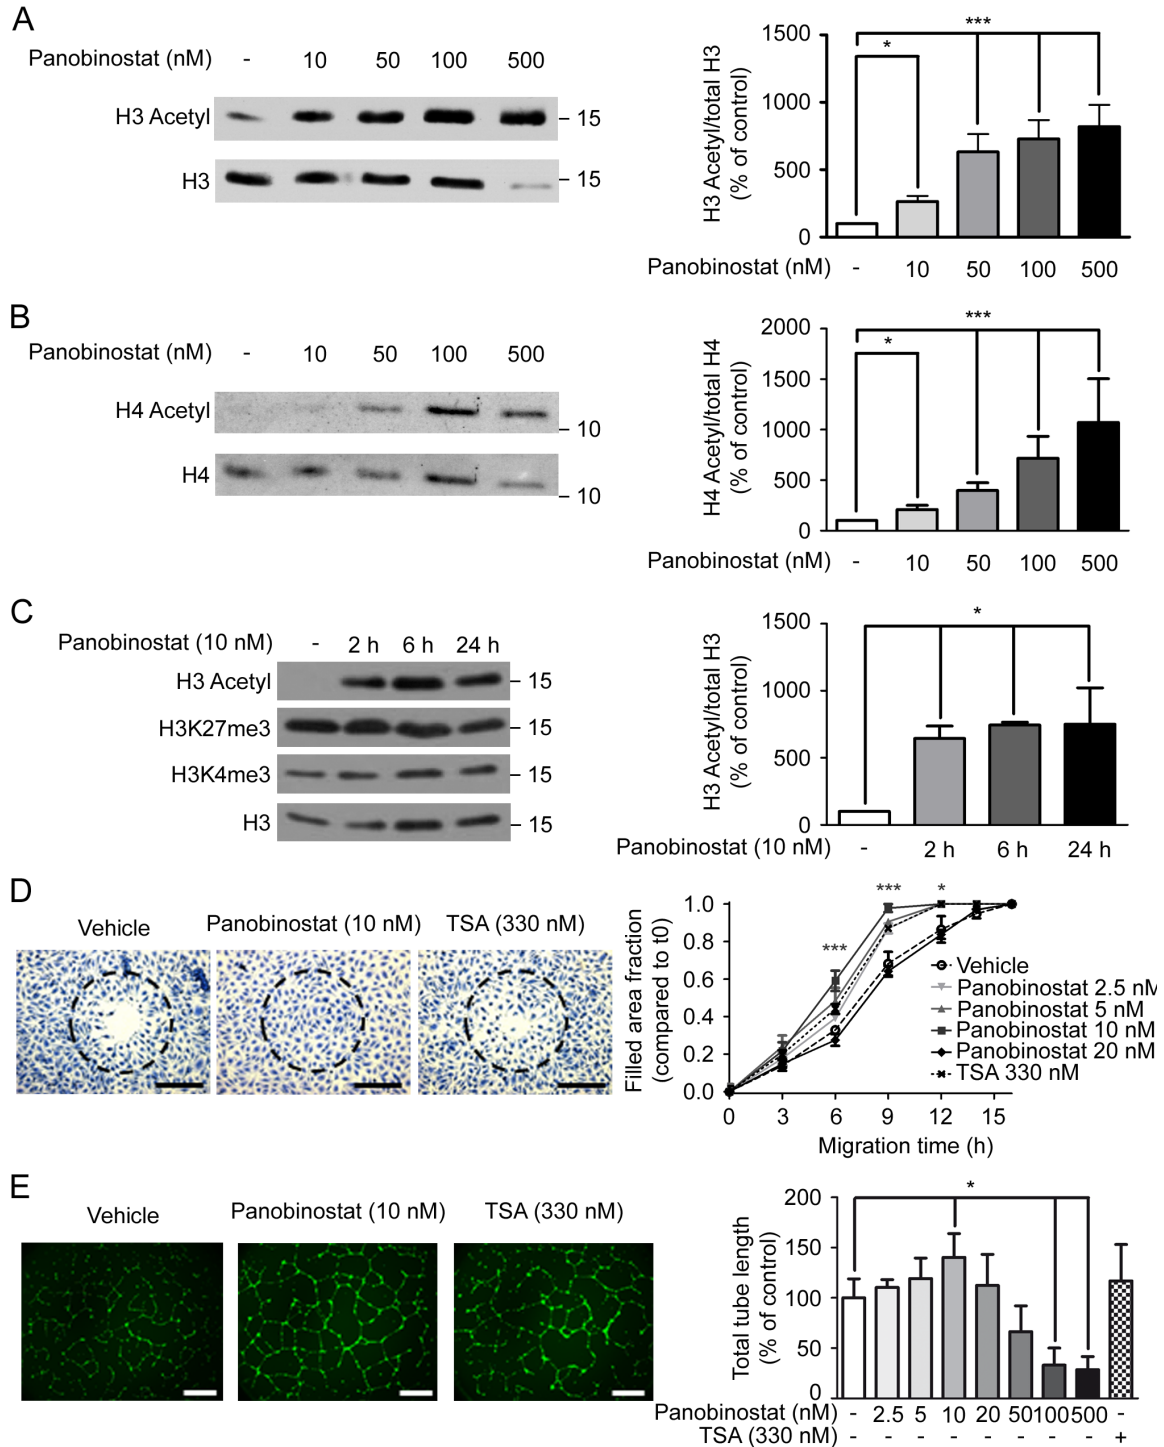 A
Panobinostat (nM) - 10 50 100 500
H3 Acetyl – 15
H3 – 15
H3 Acetyl/total H3
(% of control)
1500
1000
500
0
* ***
Panobinostat (nM) - 10 50 100 500
B
Panobinostat (nM) - 10 50 100 500
H4 Acetyl – 10
H4 – 10
H4 Acetyl/total H4
(% of control)
2000
1500
1000
500
0
* ***
Panobinostat (nM) - 10 50 100 500
C
Panobinostat (10 nM) - 2 h 6 h 24 h
H3 Acetyl – 15
H3K27me3 – 15
H3K4me3 – 15
H3 – 15
H3 Acetyl/total H3
(% of control)
1500
1000
500
0
*
Panobinostat (10 nM) - 2 h 6 h 24 h
D
Vehicle Panobinostat (10 nM) TSA (330 nM)
Filled area fraction
(compared to t0)
1.0
0.8
0.6
0.4
0.2
0.0
*** *** *
Vehicle
Panobinostat 2.5 nM
Panobinostat 5 nM
Panobinostat 10 nM
Panobinostat 20 nM
TSA 330 nM
0 3 6 9 12 15
Migration time (h)
E
Vehicle Panobinostat (10 nM) TSA (330 nM)
Total tube length
(% of control)
200
150
100
50
0
*
Panobinostat (nM) - 2.5 5 10 20 50 100 500 -
TSA (330 nM) - - - - - - - - +